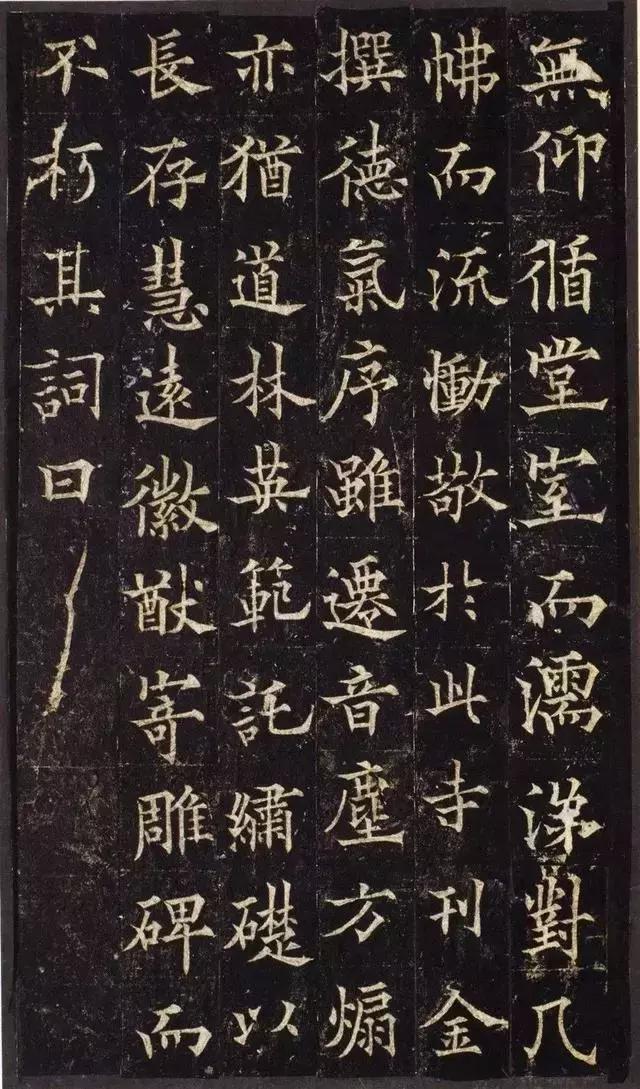 無仰循堂室而濡涕對几
怫而流慟敬於此寺刊金
撰德氣序雖遷音塵方煽
亦猶道林英範託繡礎以
長存慧遠徽猷寄雕碑而
不朽其詞曰